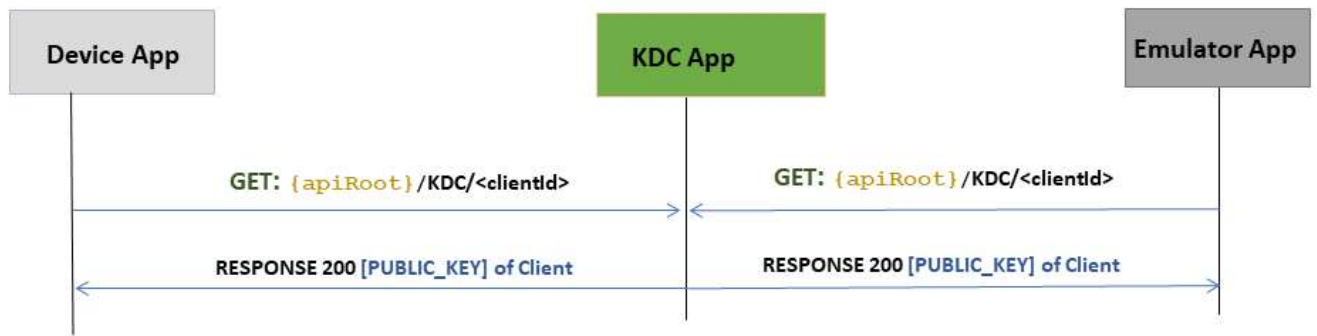 Device App
KDC App
Emulator App
GET: {apiRoot}/KDC/<clientId>
GET: {apiRoot}/KDC/<clientId>
RESPONSE 200 [PUBLIC_KEY] of Client
RESPONSE 200 [PUBLIC_KEY] of Client